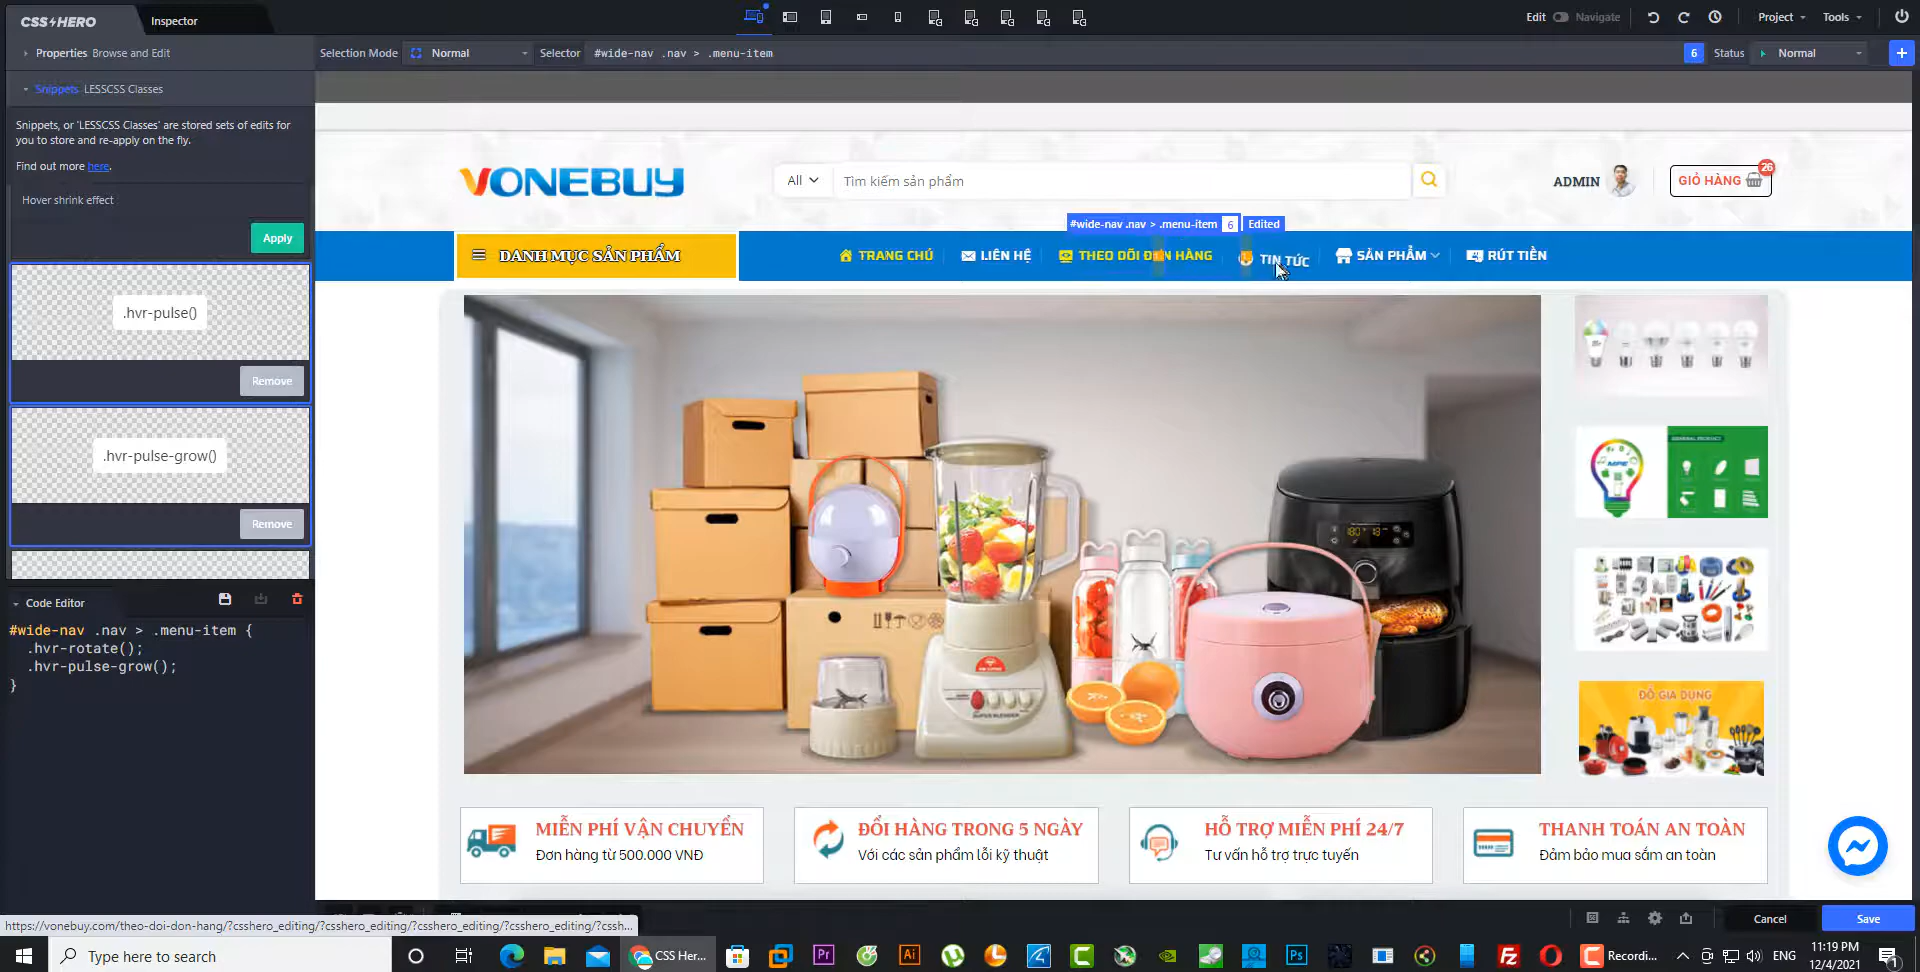 CSS HERO
Inspector
Edit
Navigate
Project
Tools
Properties Browse and Edit
Selection Mode
Normal
Selector
#wide-nav .nav > .menu-item
6
Status
Normal
Snippets LESSCSS Classes
Snippets, or 'LESSCSS Classes' are stored sets of edits for
you to store and re-apply on the fly.
Find out more here.
Hover shrink effect
Apply
.hvr-pulse()
Remove
.hvr-pulse-grow()
Remove
Code Editor
#wide-nav .nav > .menu-item {
.hvr-rotate();
.hvr-pulse-grow();
}
VONEBUY
All
Tìm kiếm sản phẩm
ADMIN
GIỎ HÀNG
26
#wide-nav .nav > .menu-item 6 Edited
DANH MỤC SẢN PHẨM
TRANG CHỦ
LIÊN HỆ
THEO DÕI ĐƠN HÀNG
TIN TỨC
SẢN PHẨM
RÚT TIỀN
MPE
ĐỒ GIA DỤNG
MIỄN PHÍ VẬN CHUYỂN
Đơn hàng từ 500.000 VNĐ
ĐỔI HÀNG TRONG 5 NGÀY
Với các sản phẩm lỗi kỹ thuật
HỖ TRỢ MIỄN PHÍ 24/7
Tư vấn hỗ trợ trực tuyến
THANH TOÁN AN TOÀN
Đảm bảo mua sắm an toàn
https://vonebuy.com/theo-doi-don-hang/?csshero_editing/?csshero_editing/?csshero_editing/?cssh...
Cancel
Save
Type here to search
CSS Her...
Recordi...
ENG
11:19 PM
12/4/2021
1